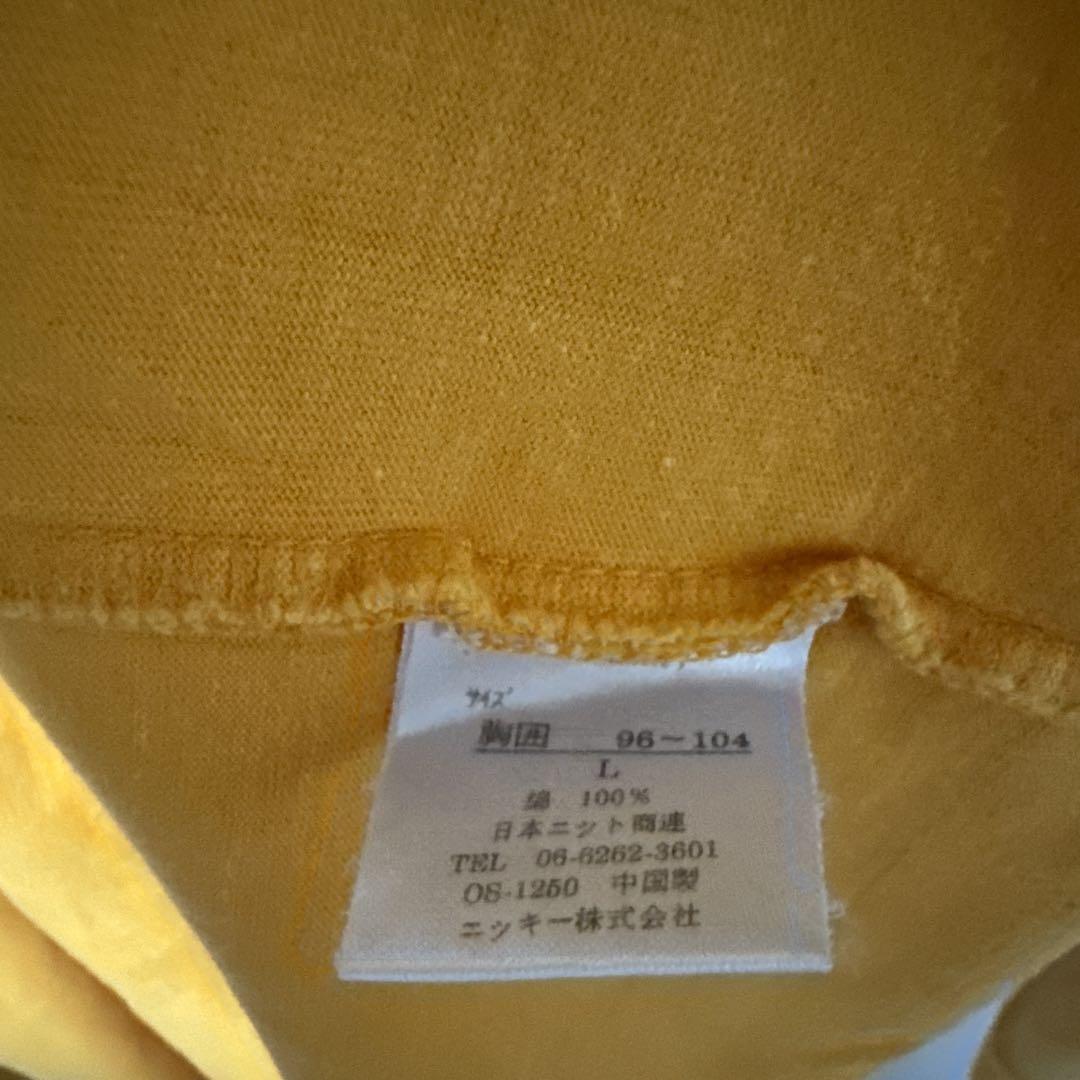 サイズ
胸囲 96~104
L
綿 100%
日本ニット商連
TEL 06-6262-3601
OS-1250 中国製
ニッキー株式会社